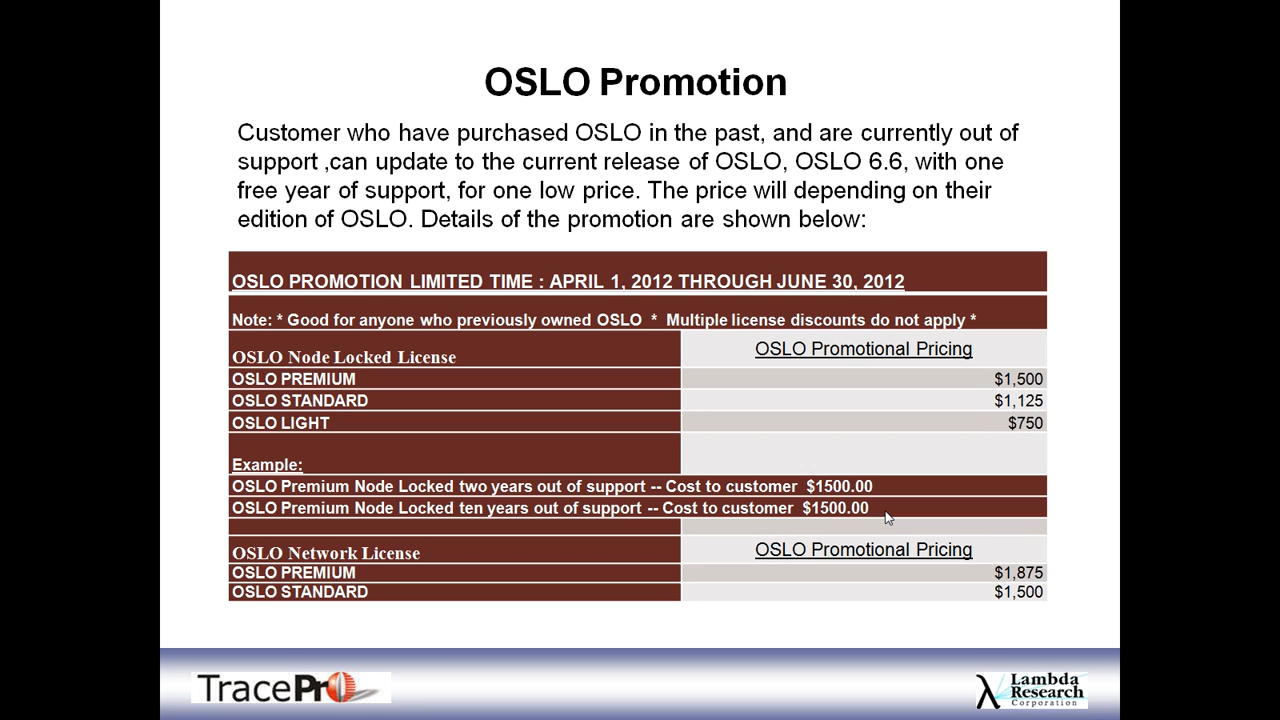 OSLO Promotion
Customer who have purchased OSLO in the past, and are currently out of
support ,can update to the current release of OSLO, OSLO 6.6, with one
free year of support, for one low price. The price will depending on their
edition of OSLO. Details of the promotion are shown below:
OSLO PROMOTION LIMITED TIME : APRIL 1, 2012 THROUGH JUNE 30, 2012
Note: * Good for anyone who previously owned OSLO * Multiple license discounts do not apply *
OSLO Node Locked License OSLO Promotional Pricing
OSLO PREMIUM $1,500
OSLO STANDARD $1,125
OSLO LIGHT $750
Example:
OSLO Premium Node Locked two years out of support -- Cost to customer $1500.00
OSLO Premium Node Locked ten years out of support -- Cost to customer $1500.00
OSLO Network License OSLO Promotional Pricing
OSLO PREMIUM $1,875
OSLO STANDARD $1,500
TracePro
λ Lambda
Research
Corporation